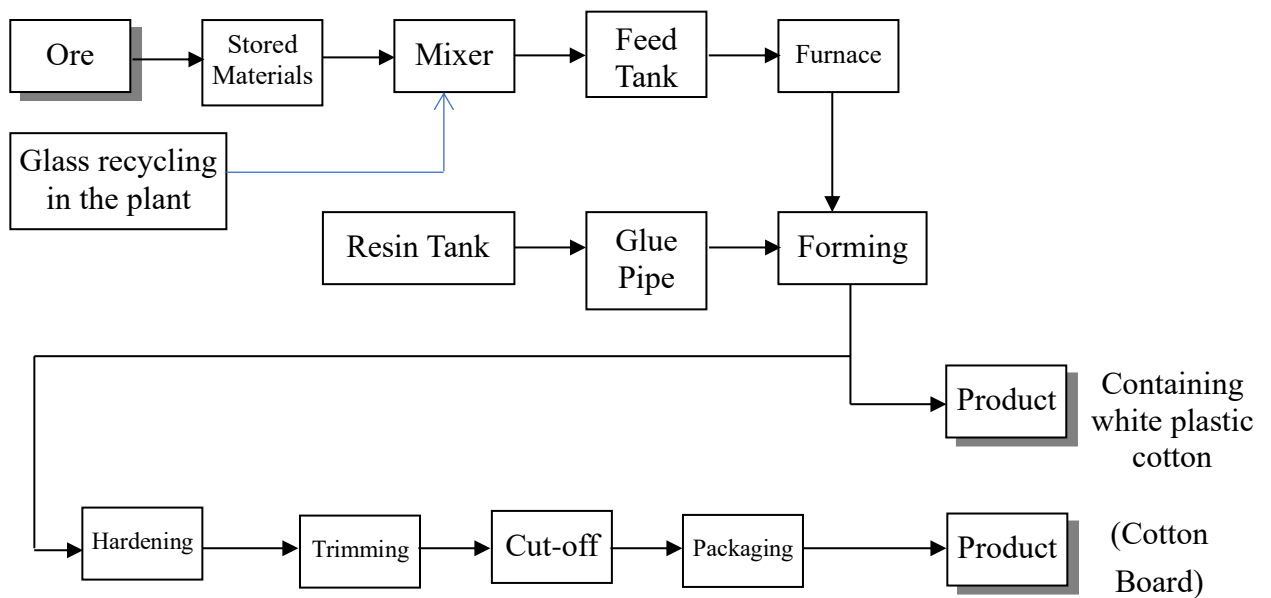 Ore
Stored
Materials
Mixer
Feed
Tank
Furnace
Glass recycling
in the plant
Resin Tank
Glue
Pipe
Forming
Product
Containing
white plastic
cotton
Hardening
Trimming
Cut-off
Packaging
Product
(Cotton
Board)